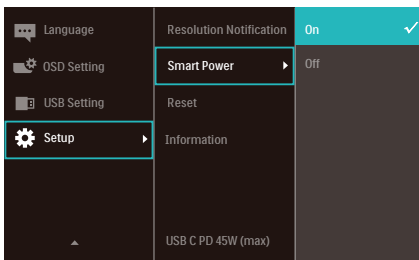 Language
OSD Setting
USB Setting
Setup
Resolution Notification
Smart Power
Reset
Information
USB C PD 45W (max)
On
Off